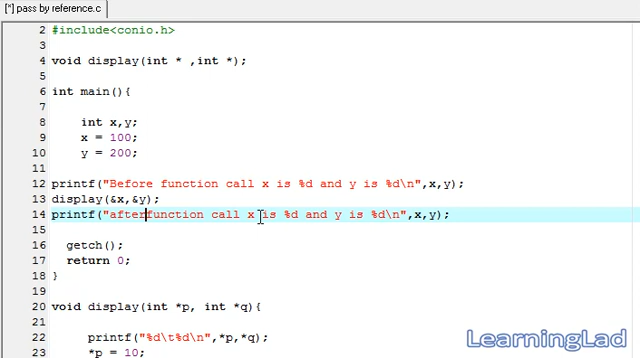 [*] pass by reference.c
2 #include<conio.h>
3
4 void display(int * ,int *);
5
6 int main(){
7
8 int x,y;
9 x = 100;
10 y = 200;
11
12 printf("Before function call x is %d and y is %d\n",x,y);
13 display(&x,&y);
14 printf("afterfunction call x is %d and y is %d\n",x,y);
15
16 getch();
17 return 0;
18 }
19
20 void display(int *p, int *q){
21
22 printf("%d\t%d\n",*p,*q);
23 *p = 10;
LearningLad